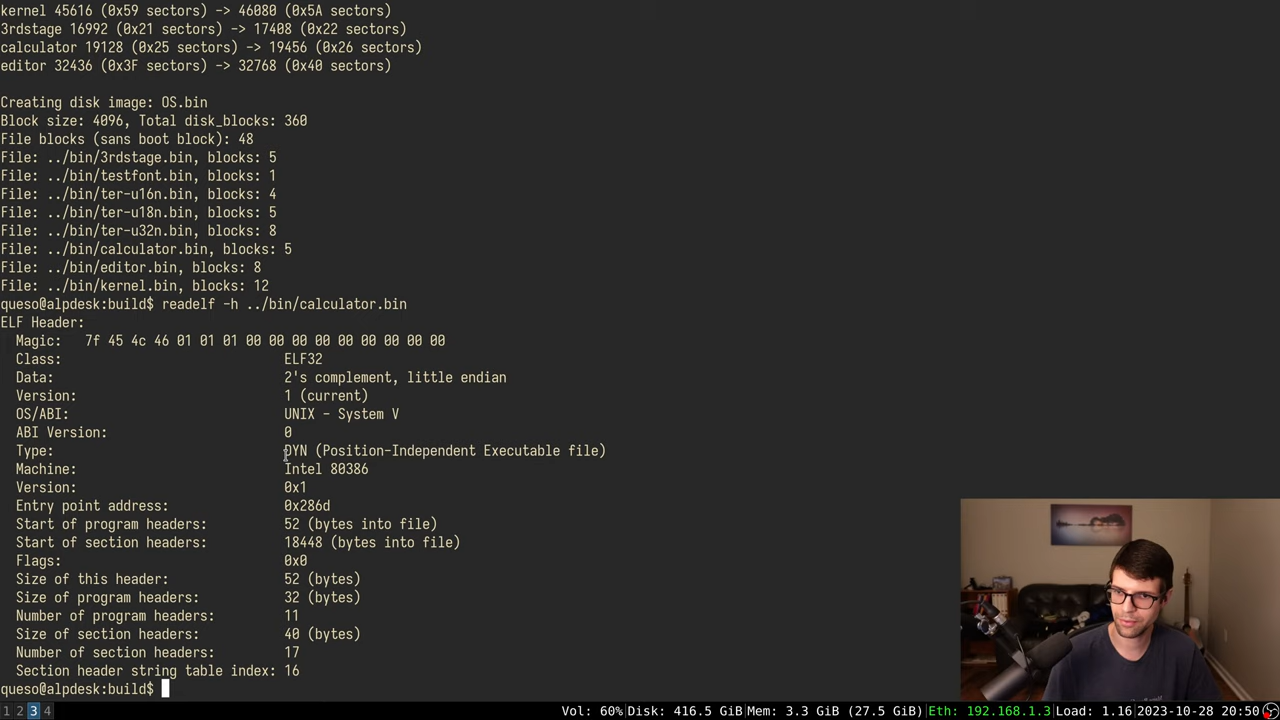 kernel 45616 (0x59 sectors) -> 46080 (0x5A sectors)
3rdstage 16992 (0x21 sectors) -> 17408 (0x22 sectors)
calculator 19128 (0x25 sectors) -> 19456 (0x26 sectors)
editor 32436 (0x3F sectors) -> 32768 (0x40 sectors)
Creating disk image: OS.bin
Block size: 4096, Total disk_blocks: 360
File blocks (sans boot block): 48
File: ../bin/3rdstage.bin, blocks: 5
File: ../bin/testfont.bin, blocks: 1
File: ../bin/ter-u16n.bin, blocks: 4
File: ../bin/ter-u18n.bin, blocks: 5
File: ../bin/ter-u32n.bin, blocks: 8
File: ../bin/calculator.bin, blocks: 5
File: ../bin/editor.bin, blocks: 8
File: ../bin/kernel.bin, blocks: 12
queso@alpdesk:build$ readelf -h ../bin/calculator.bin
ELF Header:
Magic: 7f 45 4c 46 01 01 01 00 00 00 00 00 00 00 00 00
Class: ELF32
Data: 2's complement, little endian
Version: 1 (current)
OS/ABI: UNIX - System V
ABI Version: 0
Type: DYN (Position-Independent Executable file)
Machine: Intel 80386
Version: 0x1
Entry point address: 0x286d
Start of program headers: 52 (bytes into file)
Start of section headers: 18448 (bytes into file)
Flags: 0x0
Size of this header: 52 (bytes)
Size of program headers: 32 (bytes)
Number of program headers: 11
Size of section headers: 40 (bytes)
Number of section headers: 17
Section header string table index: 16
queso@alpdesk:build$
1 2 3 4 Vol: 60%|Disk: 416.5 GiB|Mem: 3.3 GiB (27.5 GiB)|Eth: 192.168.1.3|Load: 1.16|2023-10-28 20:50